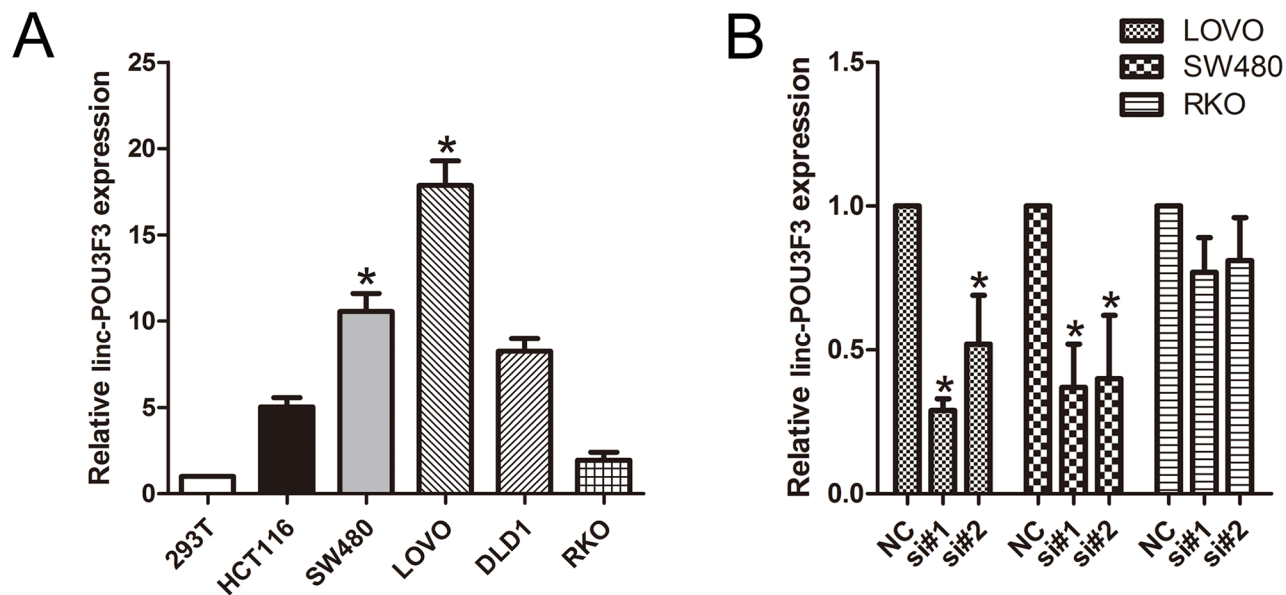 A
Relative linc-POU3F3 expression
25
20
15
10
5
0
*
*
293T
HCT116
SW480
LOVO
DLD1
RKO
B
LOVO
SW480
RKO
Relative linc-POU3F3 expression
1.5
1.0
0.5
0.0
*
*
*
*
NC
si#1
si#2
NC
si#1
si#2
NC
si#1
si#2